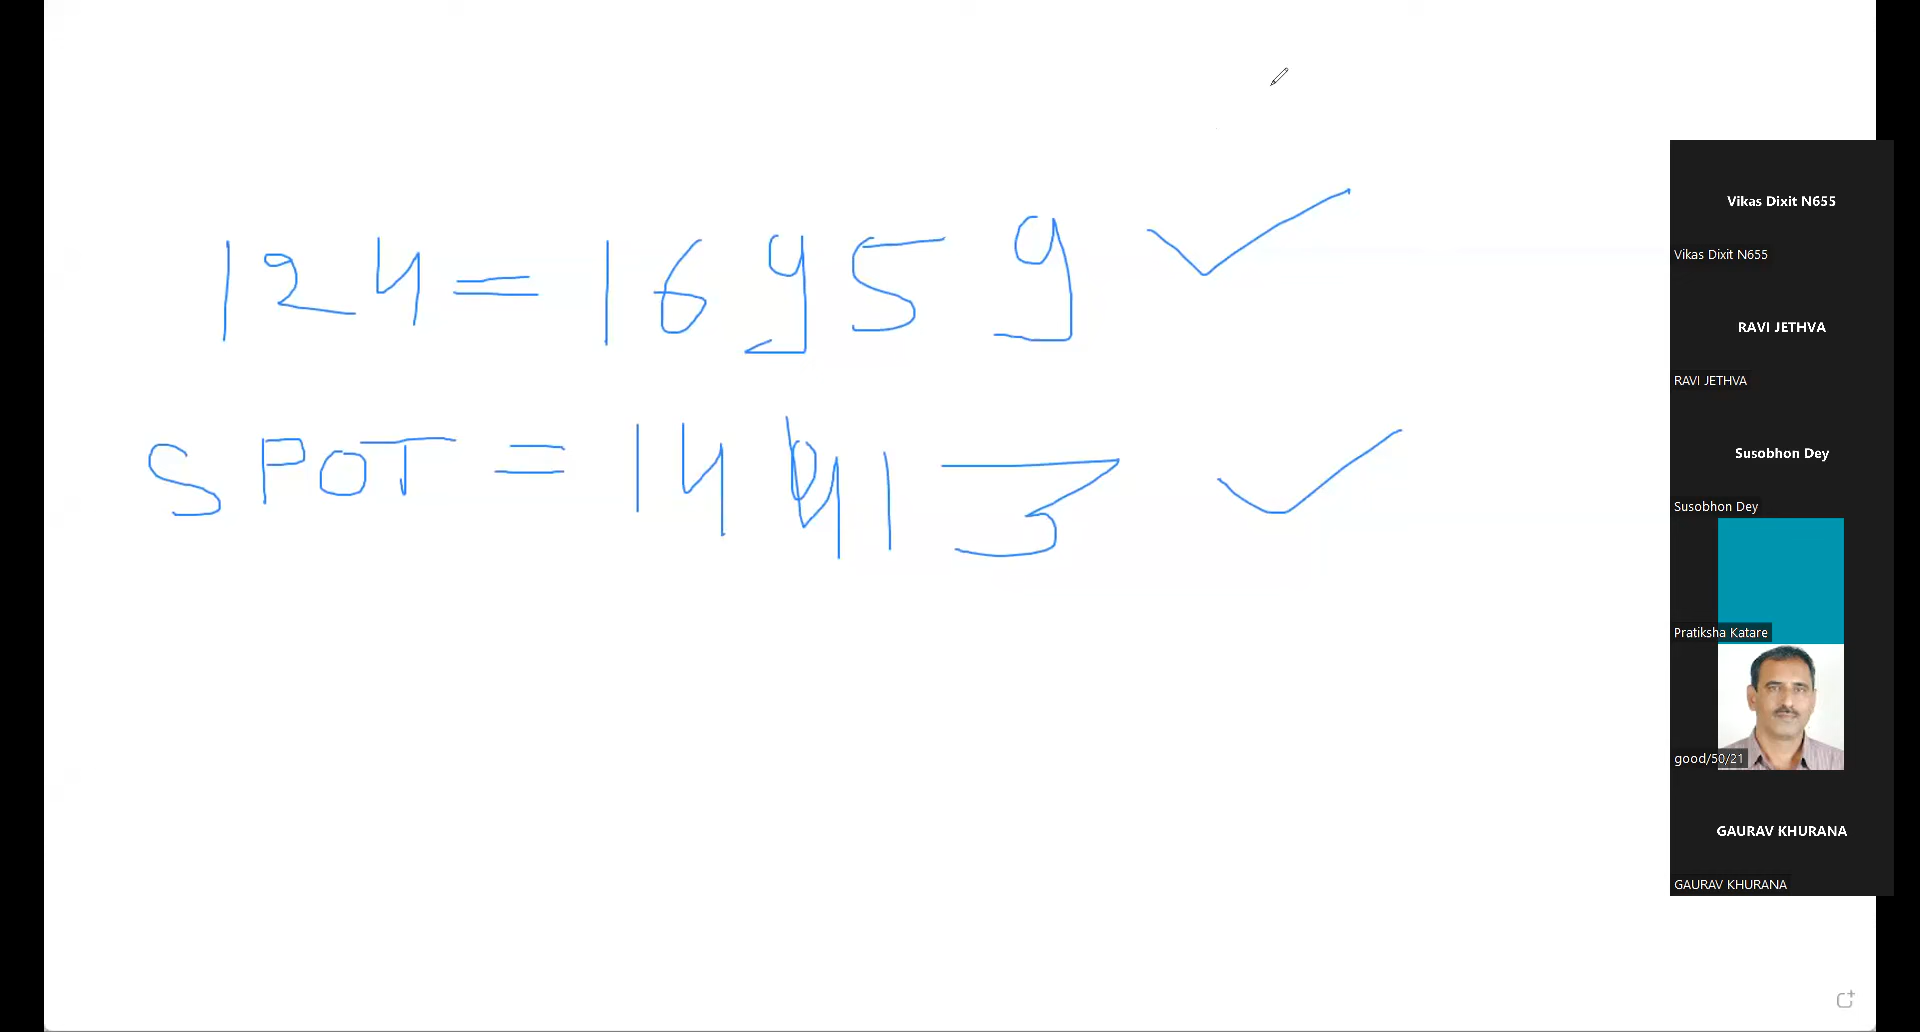 124 = 16959 ✓
SPOT = 14413 ✓
Vikas Dixit N655
Vikas Dixit N655
RAVI JETHVA
RAVI JETHVA
Susobhon Dey
Susobhon Dey
Pratiksha Katare
good/50/21
GAURAV KHURANA
GAURAV KHURANA